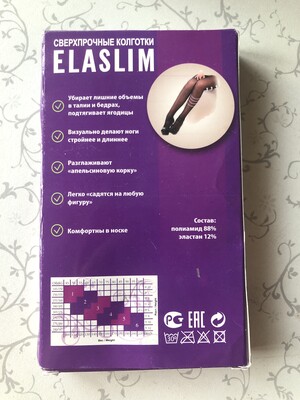 СВЕРХПРОЧНЫЕ КОЛГОТКИ
ELASLIM
Убирает лишние объемы
в талии и бедрах,
подтягивает ягодицы
Визуально делают ноги
стройнее и длиннее
Разглаживают
«апельсиновую корку»
Легко «садятся на любую
фигуру»
Комфортны в носке
Состав:
полиамид 88%
эластан 12%